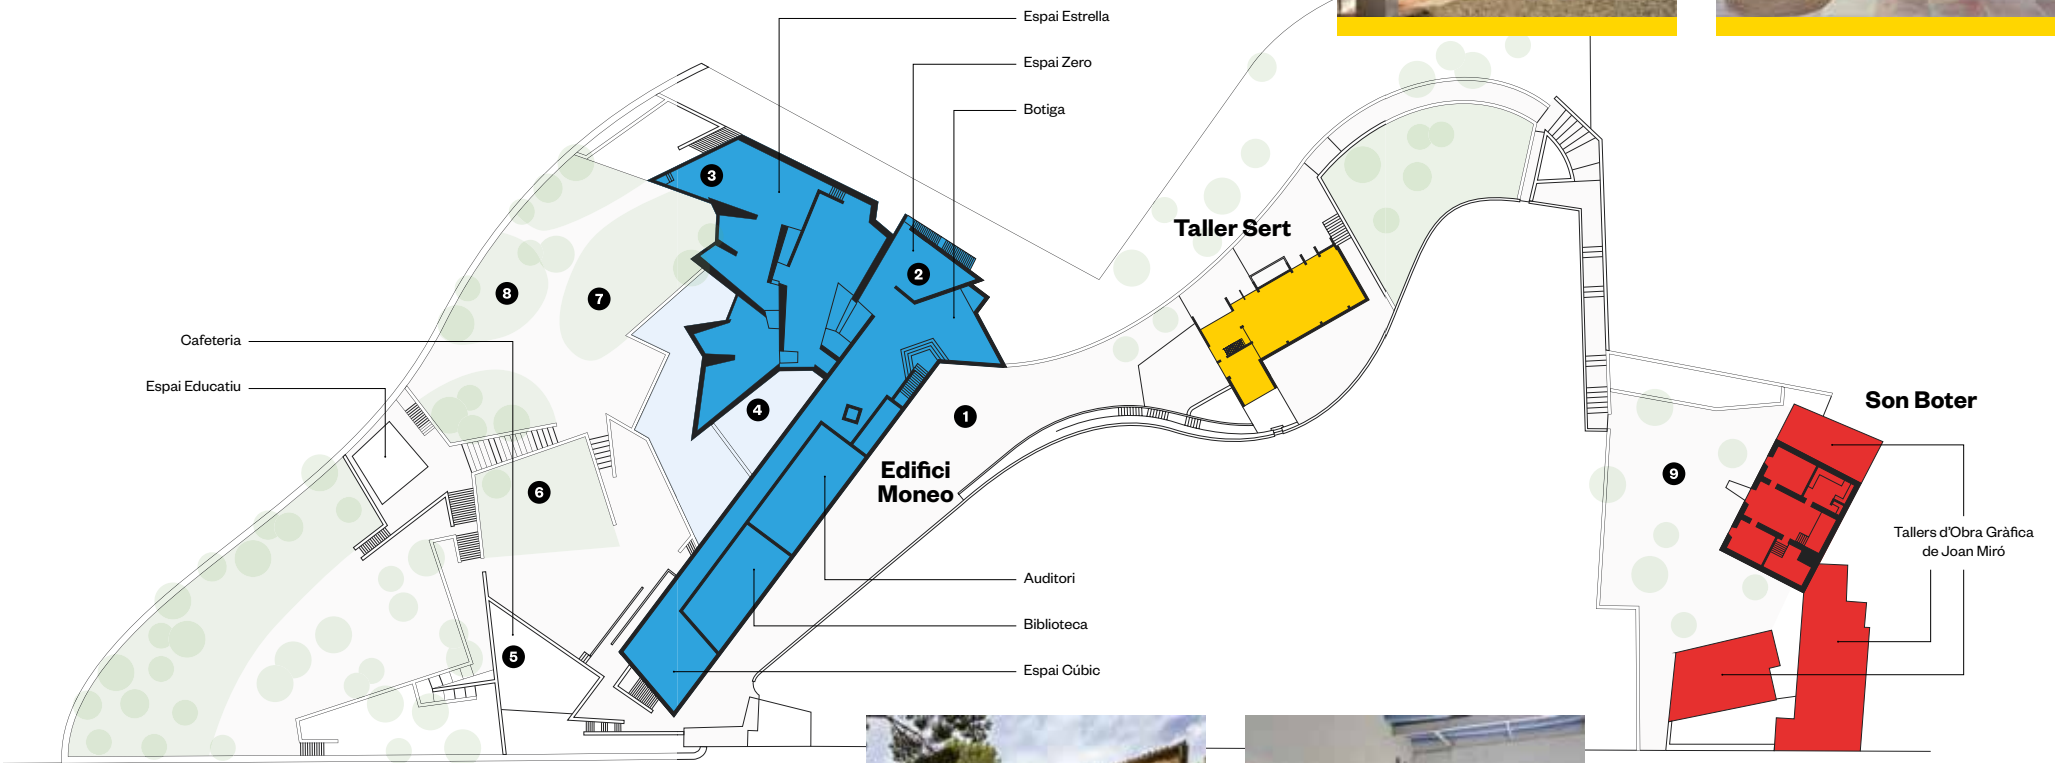 Espai Estrella
Espai Zero
Botiga
3
Taller Sert
2
8
7
Cafeteria
Espai Educatiu
Son Boter
4
1
Edifici
Moneo
9
6
Tallers d'Obra Gràfica
de Joan Miró
Auditori
Biblioteca
5
Espai Cúbic